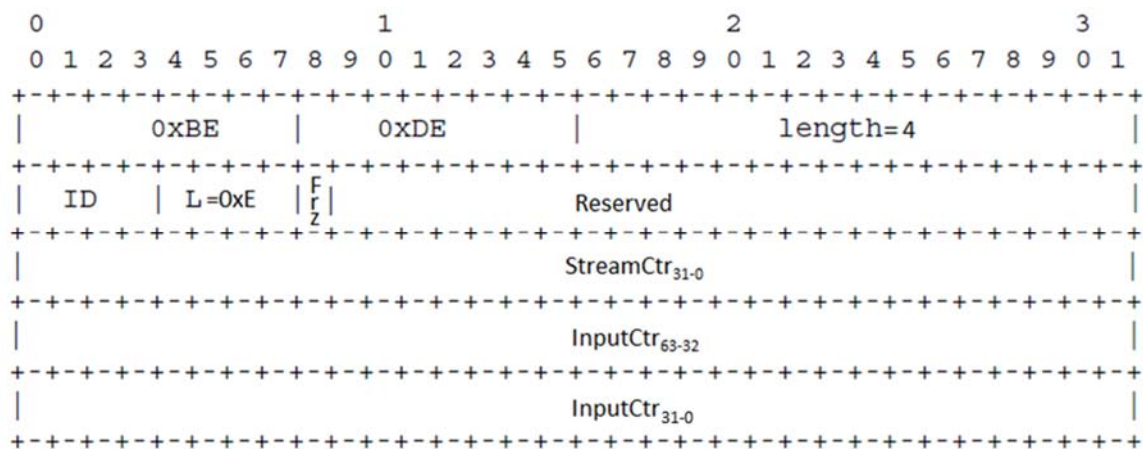 0 1 2 3
0 1 2 3 4 5 6 7 8 9 0 1 2 3 4 5 6 7 8 9 0 1 2 3 4 5 6 7 8 9 0 1
+-+-+-+-+-+-+-+-+-+-+-+-+-+-+-+-+-+-+-+-+-+-+-+-+-+-+-+-+-+-+-+-+
| 0xBE | 0xDE | length=4 |
+-+-+-+-+-+-+-+-+-+-+-+-+-+-+-+-+-+-+-+-+-+-+-+-+-+-+-+-+-+-+-+-+
| ID | L=0xE | Frz | Reserved |
+-+-+-+-+-+-+-+-+-+-+-+-+-+-+-+-+-+-+-+-+-+-+-+-+-+-+-+-+-+-+-+-+
| StreamCtr31-0 |
+-+-+-+-+-+-+-+-+-+-+-+-+-+-+-+-+-+-+-+-+-+-+-+-+-+-+-+-+-+-+-+-+
| InputCtr63-32 |
+-+-+-+-+-+-+-+-+-+-+-+-+-+-+-+-+-+-+-+-+-+-+-+-+-+-+-+-+-+-+-+-+
| InputCtr31-0 |
+-+-+-+-+-+-+-+-+-+-+-+-+-+-+-+-+-+-+-+-+-+-+-+-+-+-+-+-+-+-+-+-+